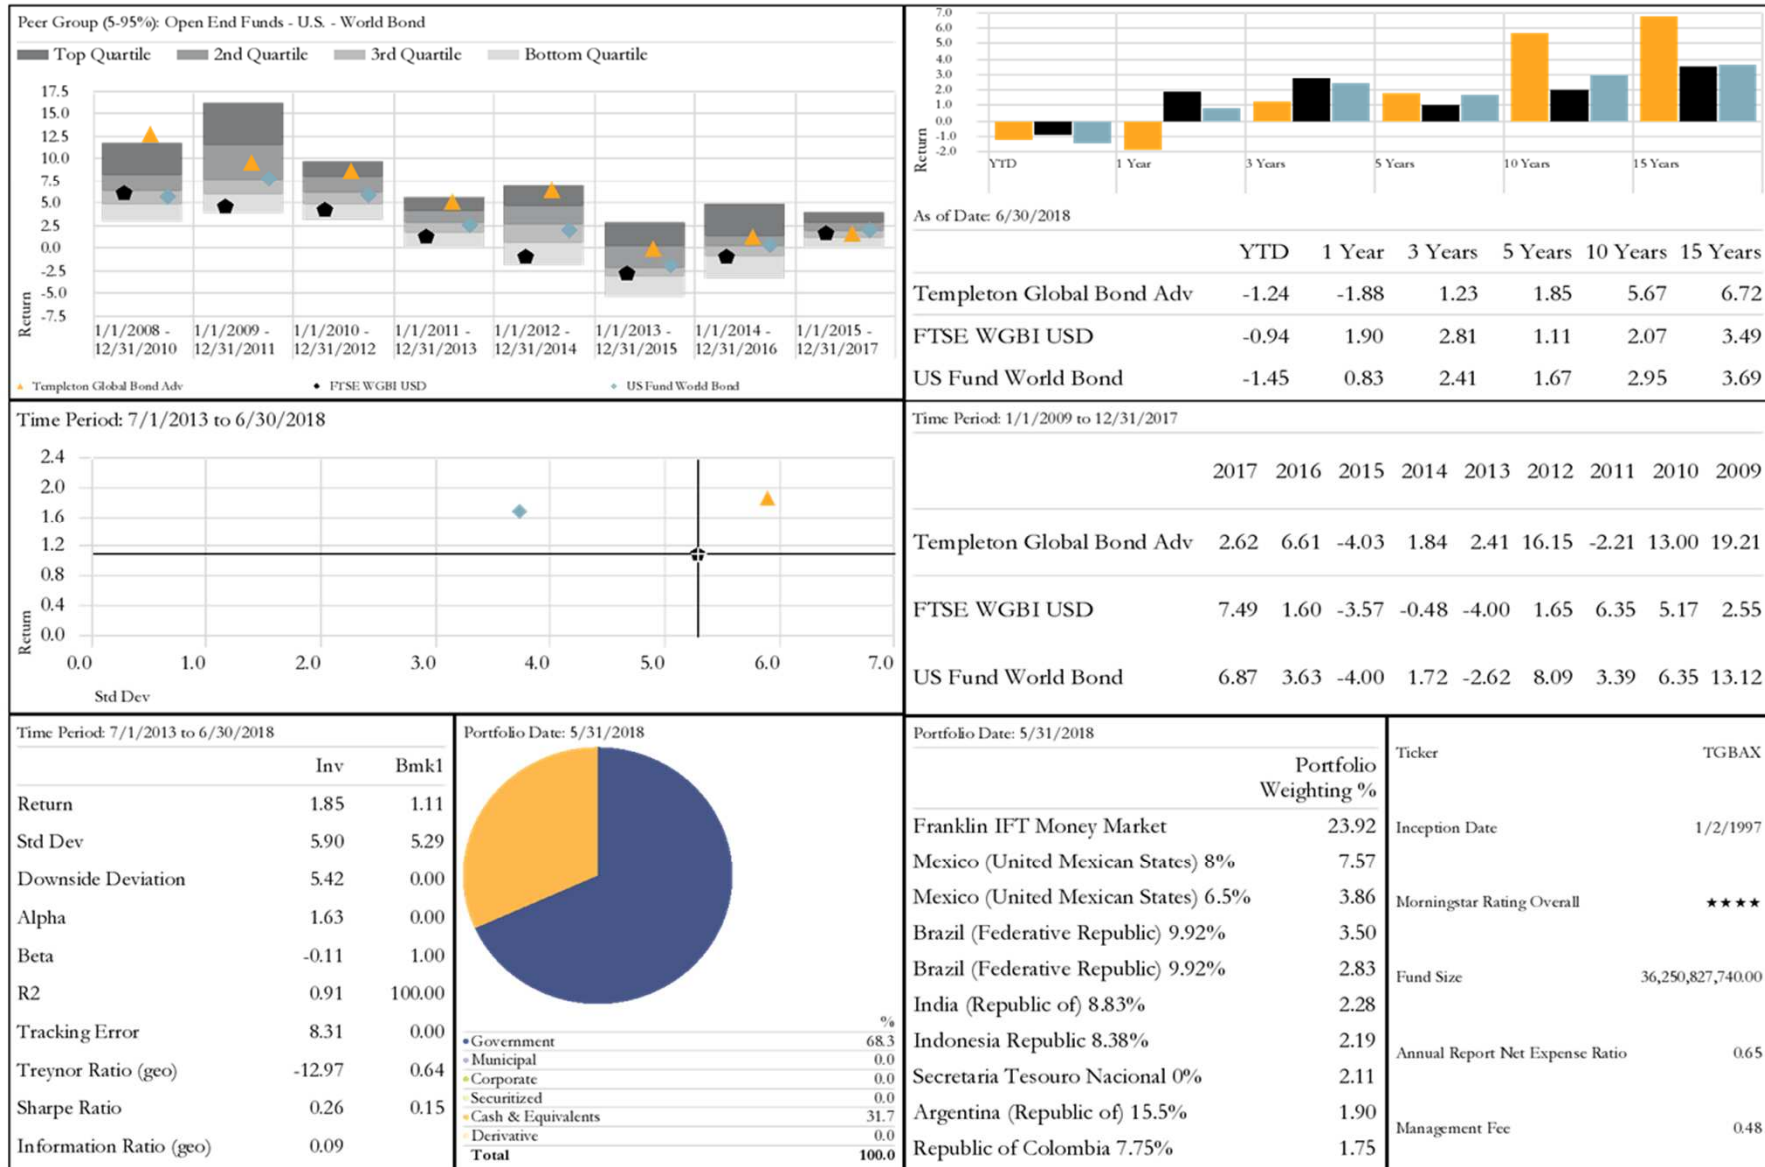 Peer Group (5-95%): Open End Funds - U.S. - World Bond
Top Quartile 2nd Quartile 3rd Quartile Bottom Quartile
17.5
15.0
12.5
10.0
7.5
5.0
2.5
0.0
-2.5
-5.0
-7.5
Return
1/1/2008 - 1/1/2009 - 1/1/2010 - 1/1/2011 - 1/1/2012 - 1/1/2013 - 1/1/2014 - 1/1/2015 -
12/31/2010 12/31/2011 12/31/2012 12/31/2013 12/31/2014 12/31/2015 12/31/2016 12/31/2017
Templeton Global Bond Adv FTSE WGBI USD US Fund World Bond
7.0
6.0
5.0
4.0
3.0
2.0
1.0
0.0
-1.0
-2.0
Return
YTD 1 Year 3 Years 5 Years 10 Years 15 Years
As of Date: 6/30/2018
YTD 1 Year 3 Years 5 Years 10 Years 15 Years
Templeton Global Bond Adv -1.24 -1.88 1.23 1.85 5.67 6.72
FTSE WGBI USD -0.94 1.90 2.81 1.11 2.07 3.49
US Fund World Bond -1.45 0.83 2.41 1.67 2.95 3.69
Time Period: 7/1/2013 to 6/30/2018
2.4
2.0
1.6
1.2
0.8
0.4
0.0
Return
0.0 1.0 2.0 3.0 4.0 5.0 6.0 7.0
Std Dev
Time Period: 1/1/2009 to 12/31/2017
2017 2016 2015 2014 2013 2012 2011 2010 2009
Templeton Global Bond Adv 2.62 6.61 -4.03 1.84 2.41 16.15 -2.21 13.00 19.21
FTSE WGBI USD 7.49 1.60 -3.57 -0.48 -4.00 1.65 6.35 5.17 2.55
US Fund World Bond 6.87 3.63 -4.00 1.72 -2.62 8.09 3.39 6.35 13.12
Time Period: 7/1/2013 to 6/30/2018
Inv Bmk1
Return 1.85 1.11
Std Dev 5.90 5.29
Downside Deviation 5.42 0.00
Alpha 1.63 0.00
Beta -0.11 1.00
R2 0.91 100.00
Tracking Error 8.31 0.00
Treynor Ratio (geo) -12.97 0.64
Sharpe Ratio 0.26 0.15
Information Ratio (geo) 0.09
Portfolio Date: 5/31/2018
%
Government 68.3
Municipal 0.0
Corporate 0.0
Securitized 0.0
Cash & Equivalents 31.7
Derivative 0.0
Total 100.0
Portfolio Date: 5/31/2018
Portfolio
Weighting %
Franklin IFT Money Market 23.92
Mexico (United Mexican States) 8% 7.57
Mexico (United Mexican States) 6.5% 3.86
Brazil (Federative Republic) 9.92% 3.50
Brazil (Federative Republic) 9.92% 2.83
India (Republic of) 8.83% 2.28
Indonesia Republic 8.38% 2.19
Secretaria Tesouro Nacional 0% 2.11
Argentina (Republic of) 15.5% 1.90
Republic of Colombia 7.75% 1.75
Ticker TGBAX
Inception Date 1/2/1997
Morningstar Rating Overall ★★★★
Fund Size 36,250,827,740.00
Annual Report Net Expense Ratio 0.65
Management Fee 0.48